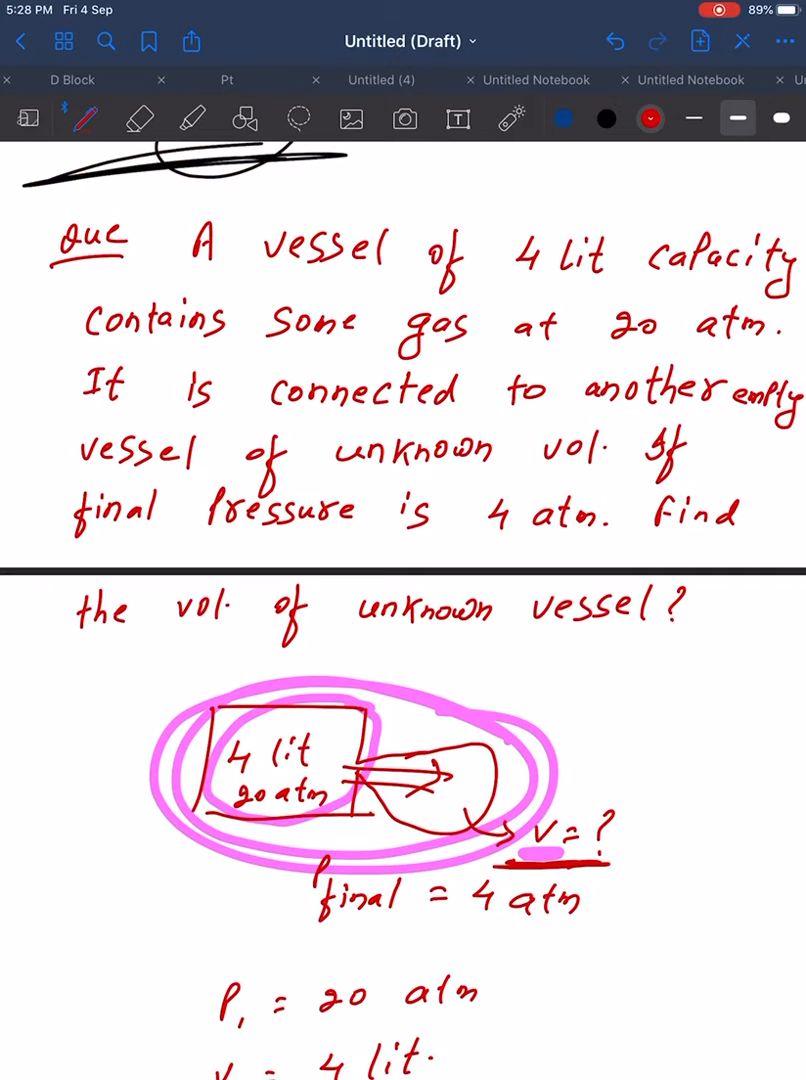 5:28 PM Fri 4 Sep
89%
Untitled (Draft)
D Block
Pt
Untitled (4)
Untitled Notebook
Untitled Notebook
T
Que A vessel of 4 lit capacity
contains some gas at 20 atm.
It is connected to another empty
vessel of unknown vol. If
final Pressure is 4 atm. Find
the vol. of unknown vessel?
4 lit
20 atm
V = ?
Pfinal = 4 atm
P1 = 20 atm
4 lit.